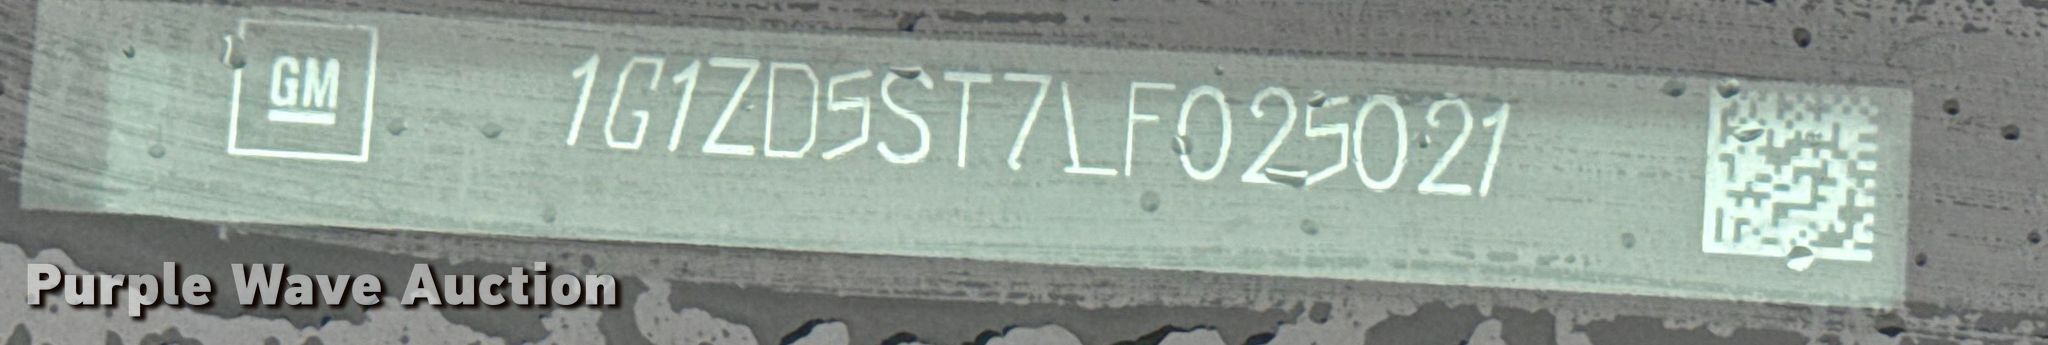 GM 1G1ZD5ST7LF025021
Purple Wave Auction